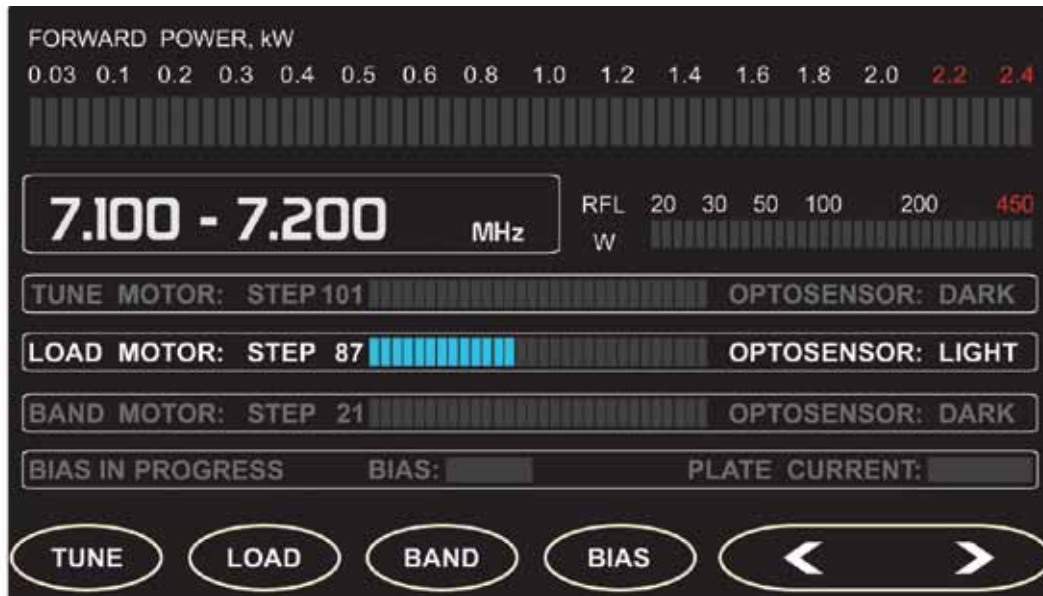 FORWARD POWER, kW
0.03 0.1 0.2 0.3 0.4 0.5 0.6 0.8 1.0 1.2 1.4 1.6 1.8 2.0 2.2 2.4
7.100 - 7.200 MHz
RFL 20 30 50 100 200 450
W
TUNE MOTOR: STEP 101 OPTOSENSOR: DARK
LOAD MOTOR: STEP 87 OPTOSENSOR: LIGHT
BAND MOTOR: STEP 21 OPTOSENSOR: DARK
BIAS IN PROGRESS BIAS: PLATE CURRENT:
TUNE LOAD BAND BIAS < >